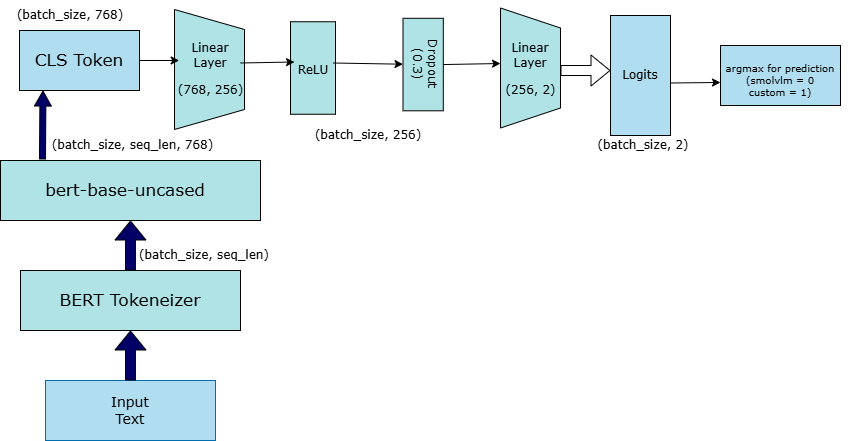 (batch_size, 768)
CLS Token
Linear
Layer
(768, 256)
ReLU
Dropout
(0.3)
(batch_size, 256)
Linear
Layer
(256, 2)
Logits
(batch_size, 2)
argmax for prediction
(smolvlm = 0
custom = 1)
(batch_size, seq_len, 768)
bert-base-uncased
(batch_size, seq_len)
BERT Tokeneizer
Input
Text